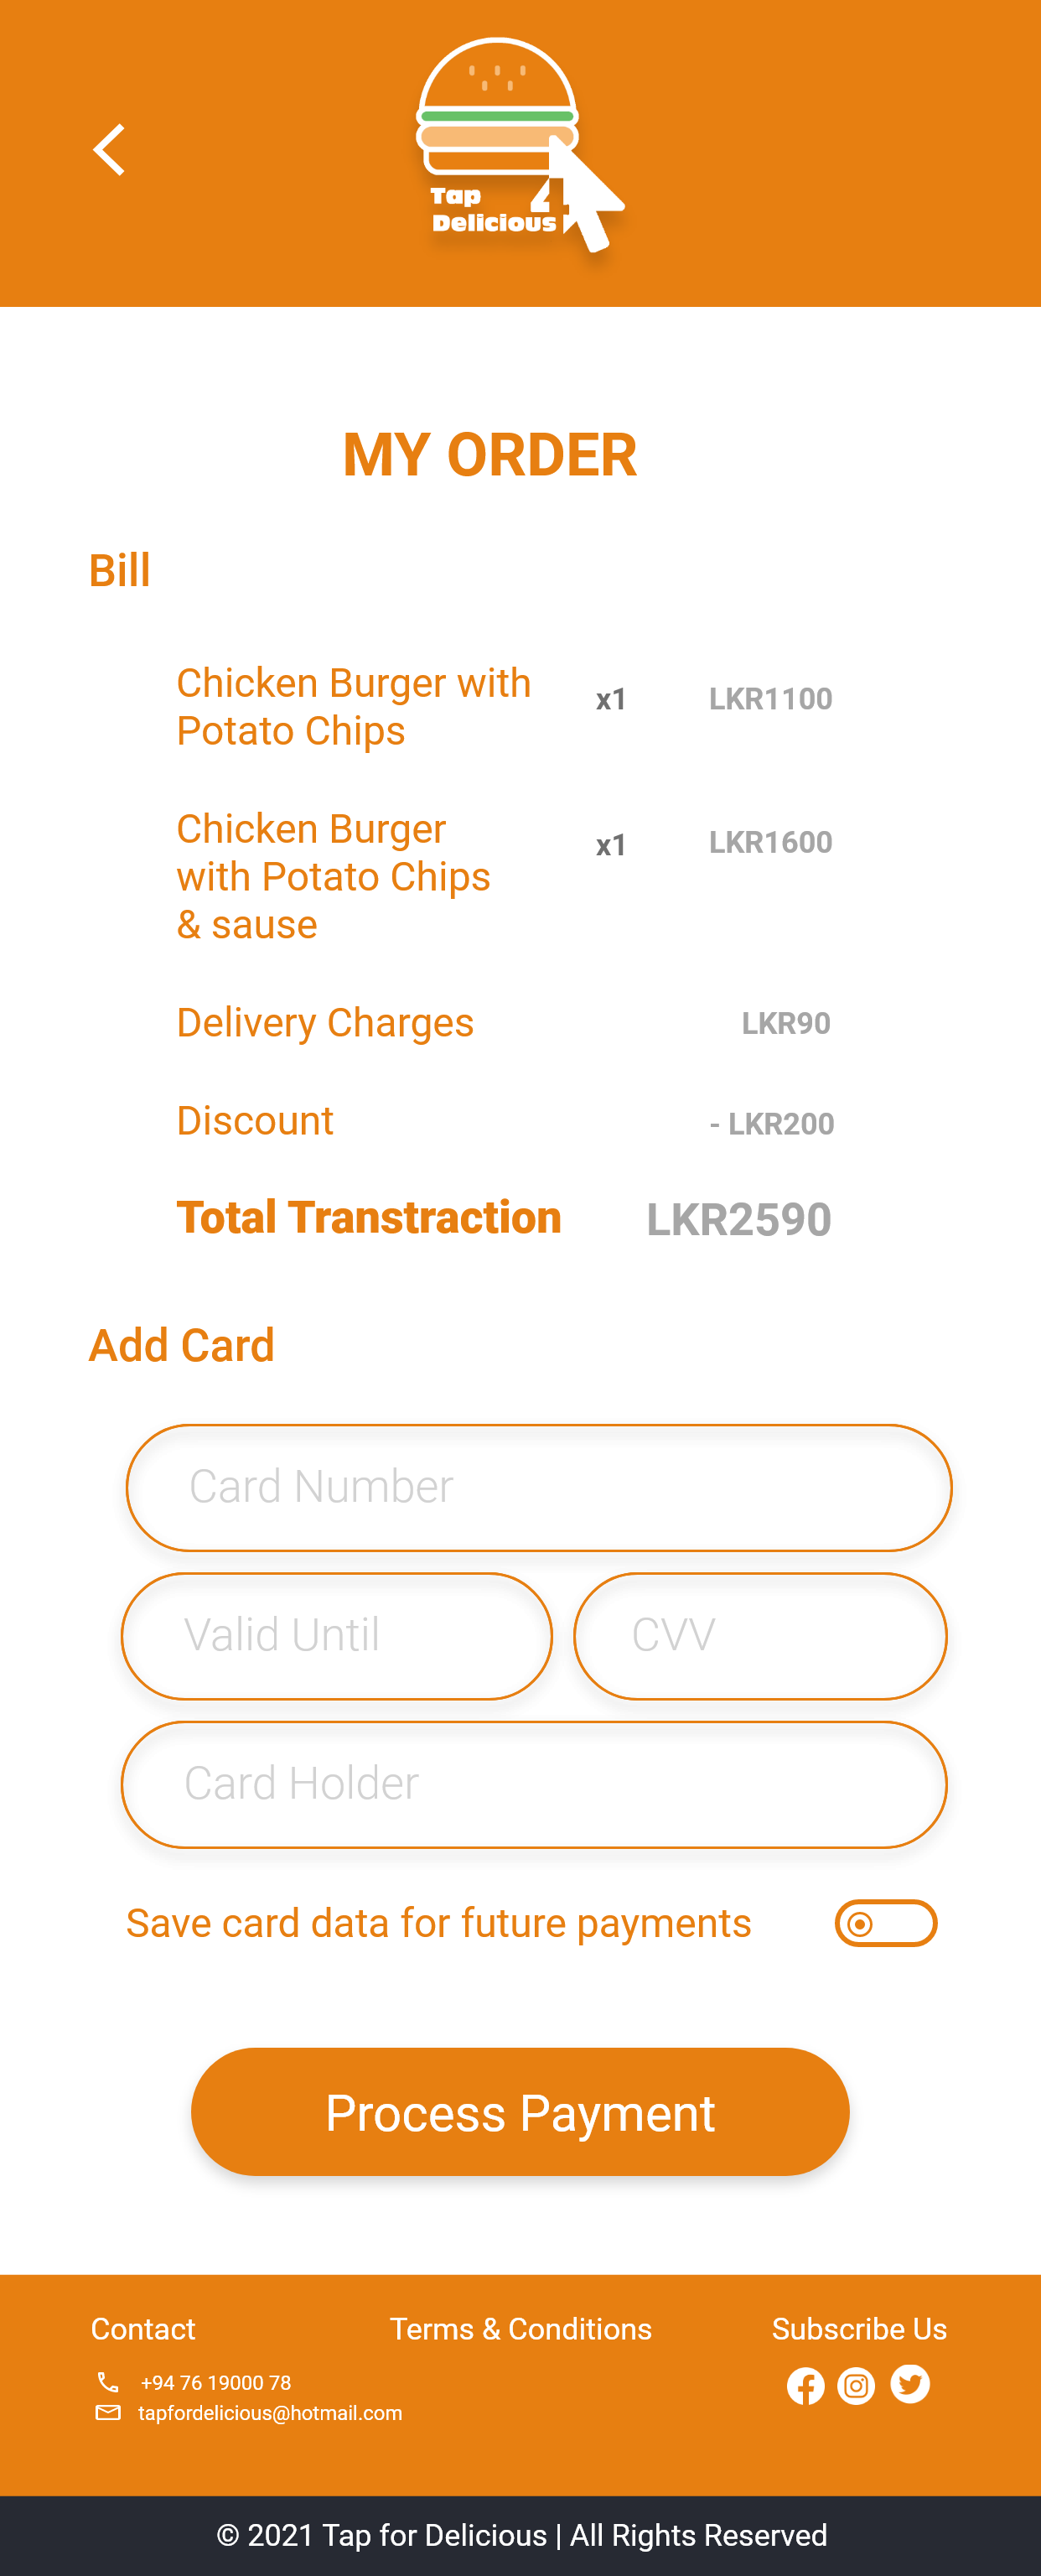 Tap 4
Delicious
MY ORDER
Bill
Chicken Burger with
Potato Chips
x1
LKR1100
Chicken Burger
with Potato Chips
& sause
x1
LKR1600
Delivery Charges
LKR90
Discount
- LKR200
Total Transtraction
LKR2590
Add Card
Card Number
Valid Until
CVV
Card Holder
Save card data for future payments
Process Payment
Contact
+94 76 19000 78
tapfordelicious@hotmail.com
Terms & Conditions
Subscribe Us
© 2021 Tap for Delicious | All Rights Reserved